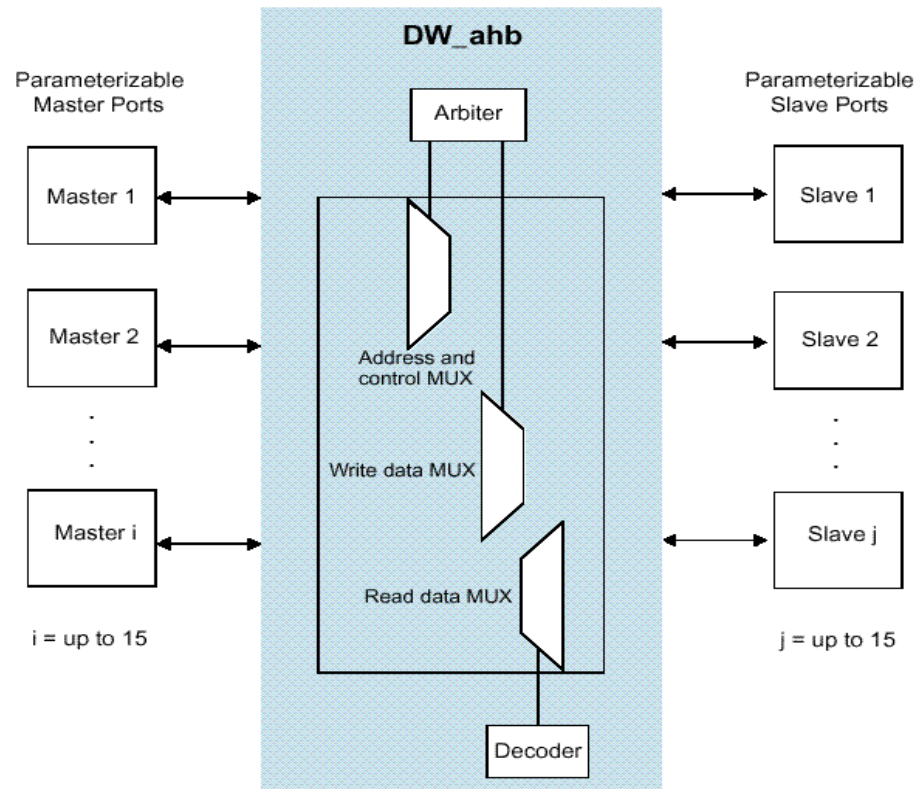 DW_ahb
Parameterizable
Master Ports
Parameterizable
Slave Ports
Arbiter
Master 1
Slave 1
Master 2
Slave 2
Address and
control MUX
Write data MUX
Master i
Slave j
Read data MUX
i = up to 15
j = up to 15
Decoder